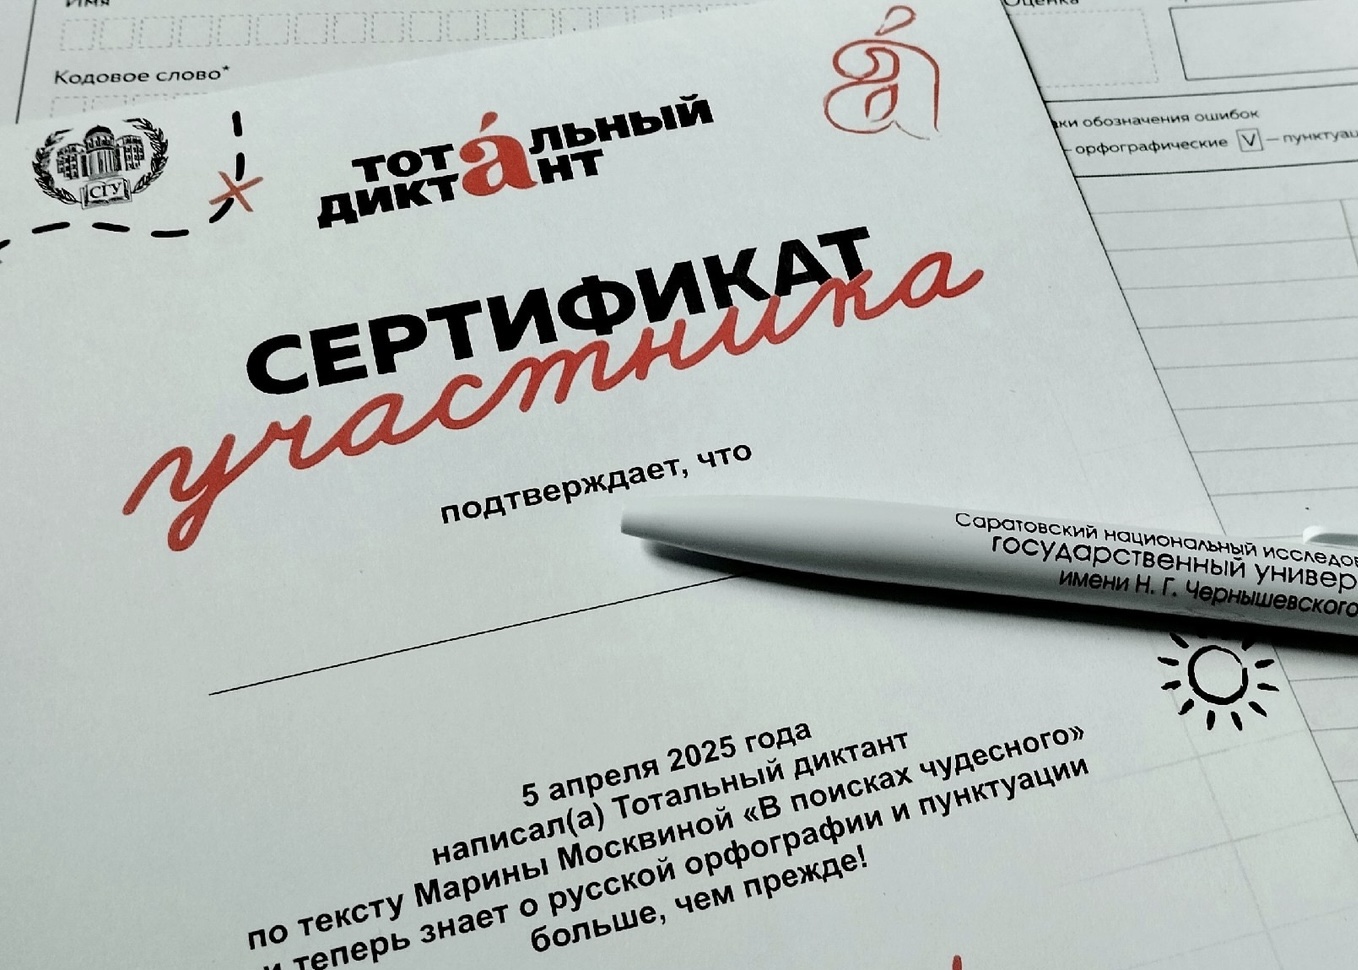 Имя
Оценка
Кодовое слово*
ки обозначения ошибок
орфографические V – пунктуац
СГУ
тотальный
диктант
á
СЕРТИФИКАТ
участника
подтверждает, что
Саратовский национальный исследов
государственный универ
имени Н. Г. Чернышевского
5 апреля 2025 года
написал(а) Тотальный диктант
по тексту Марины Москвиной «В поисках чудесного»
и теперь знает о русской орфографии и пунктуации
больше, чем прежде!